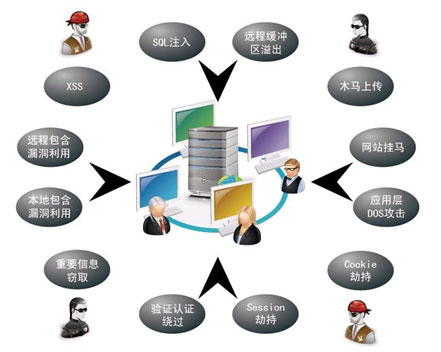 SQL注入
远程缓冲
区溢出
XSS
木马上传
远程包含
漏洞利用
网站挂马
本地包含
漏洞利用
应用层
DOS攻击
重要信息
窃取
Cookie
劫持
验证认证
绕过
Session
劫持